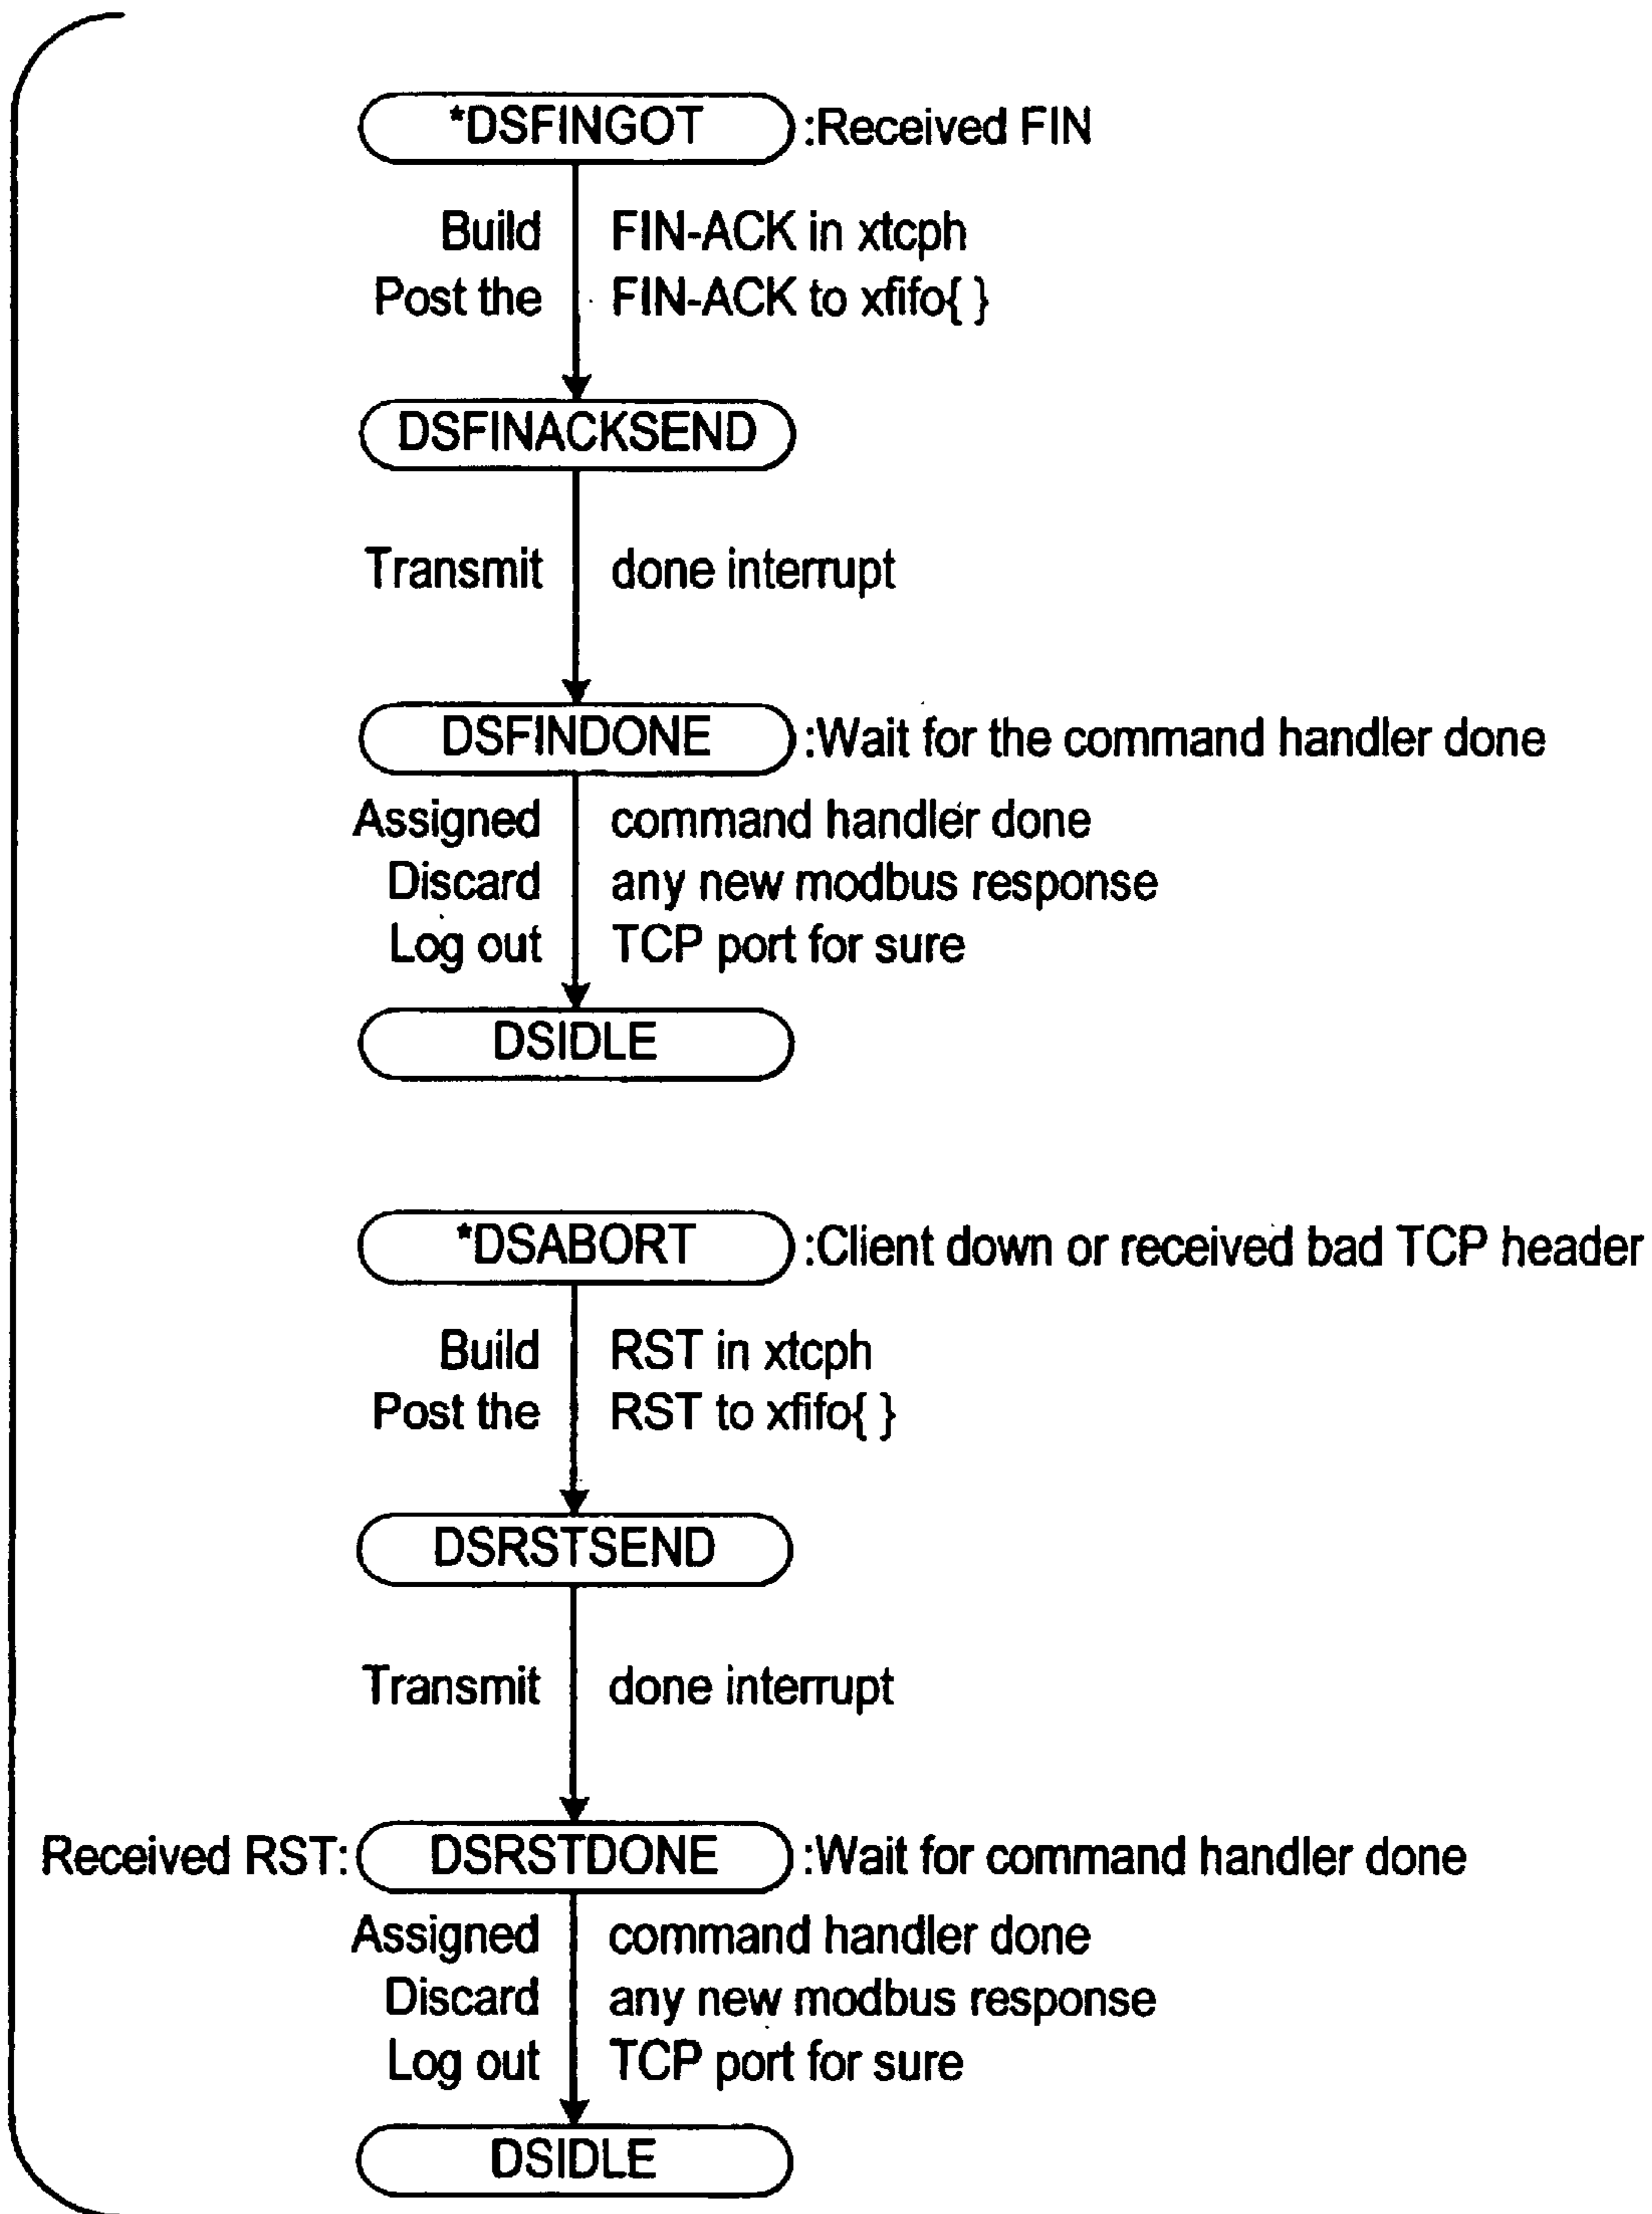 *DSFINGOT :Received FIN
Build FIN-ACK in xtcph
Post the FIN-ACK to xfifo{ }
DSFINACKSEND
Transmit done interrupt
DSFINDONE :Wait for the command handler done
Assigned command handler done
Discard any new modbus response
Log out TCP port for sure
DSIDLE
*DSABORT :Client down or received bad TCP header
Build RST in xtcph
Post the RST to xfifo{ }
DSRSTSEND
Transmit done interrupt
Received RST: DSRSTDONE :Wait for command handler done
Assigned command handler done
Discard any new modbus response
Log out TCP port for sure
DSIDLE